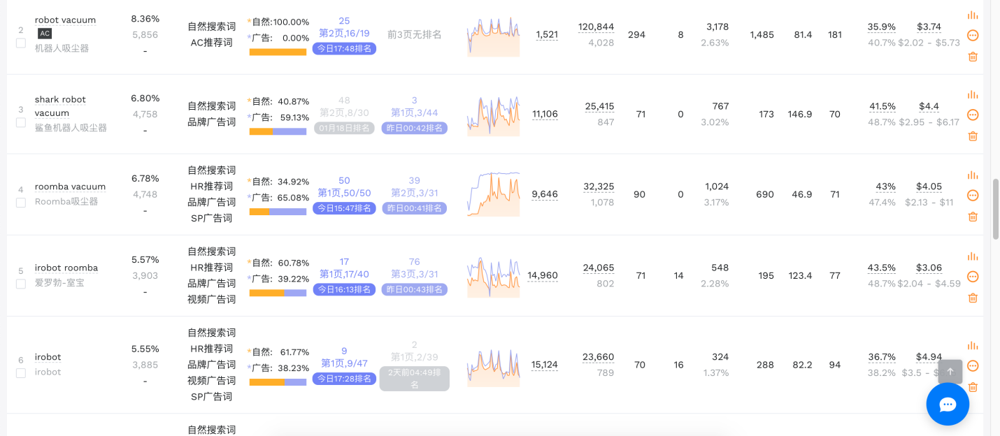 2
robot vacuum
AC
机器人吸尘器
8.36%
5,856
-
自然搜索词
AC推荐词
*自然:100.00%
*广告: 0.00%
25
第2页,16/19
今日17:48排名
前3页无排名
1,521
120,844
4,028
294
8
3,178
2.63%
1,485
81.4
181
35.9%
40.7%
$3.74
$2.02 - $5.73
3
shark robot
vacuum
鲨鱼机器人吸尘器
6.80%
4,758
-
自然搜索词
品牌广告词
*自然: 40.87%
*广告: 59.13%
48
第2页,8/30
01月18日排名
3
第1页,3/44
昨日00:42排名
11,106
25,415
847
71
0
767
3.02%
173
146.9
70
41.5%
48.7%
$4.4
$2.95 - $6.17
4
roomba vacuum
Roomba吸尘器
6.78%
4,748
-
自然搜索词
HR推荐词
品牌广告词
SP广告词
*自然: 34.92%
*广告: 65.08%
50
第1页,50/50
今日15:47排名
39
第2页,3/31
昨日00:41排名
9,646
32,325
1,078
90
0
1,024
3.17%
690
46.9
71
43%
47.4%
$4.05
$2.13 - $11
5
irobot roomba
爱罗勃-室宝
5.57%
3,903
-
自然搜索词
HR推荐词
品牌广告词
视频广告词
*自然: 60.78%
*广告: 39.22%
17
第1页,17/40
今日16:13排名
76
第3页,3/31
昨日00:43排名
14,960
24,065
802
71
14
548
2.28%
195
123.4
77
43.5%
48.7%
$3.06
$2.04 - $4.59
6
irobot
irobot
5.55%
3,885
-
自然搜索词
HR推荐词
品牌广告词
视频广告词
SP广告词
*自然: 61.77%
*广告: 38.23%
9
第1页,9/47
今日17:28排名
2
第1页,2/39
2天前04:49排
名
15,124
23,660
789
70
16
324
1.37%
288
82.2
94
36.7%
38.2%
$4.94
$3.5 -
自然搜索词